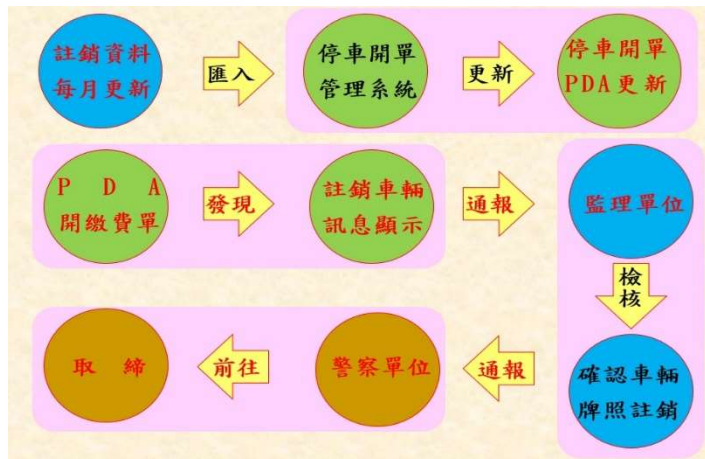 註銷資料
每月更新
匯入
停車開單
管理系統
更新
停車開單
PDA更新
P D A
開繳費單
發現
註銷車輛
訊息顯示
通報
監理單位
檢
核
確認車輛
牌照註銷
通報
警察單位
前往
取 締